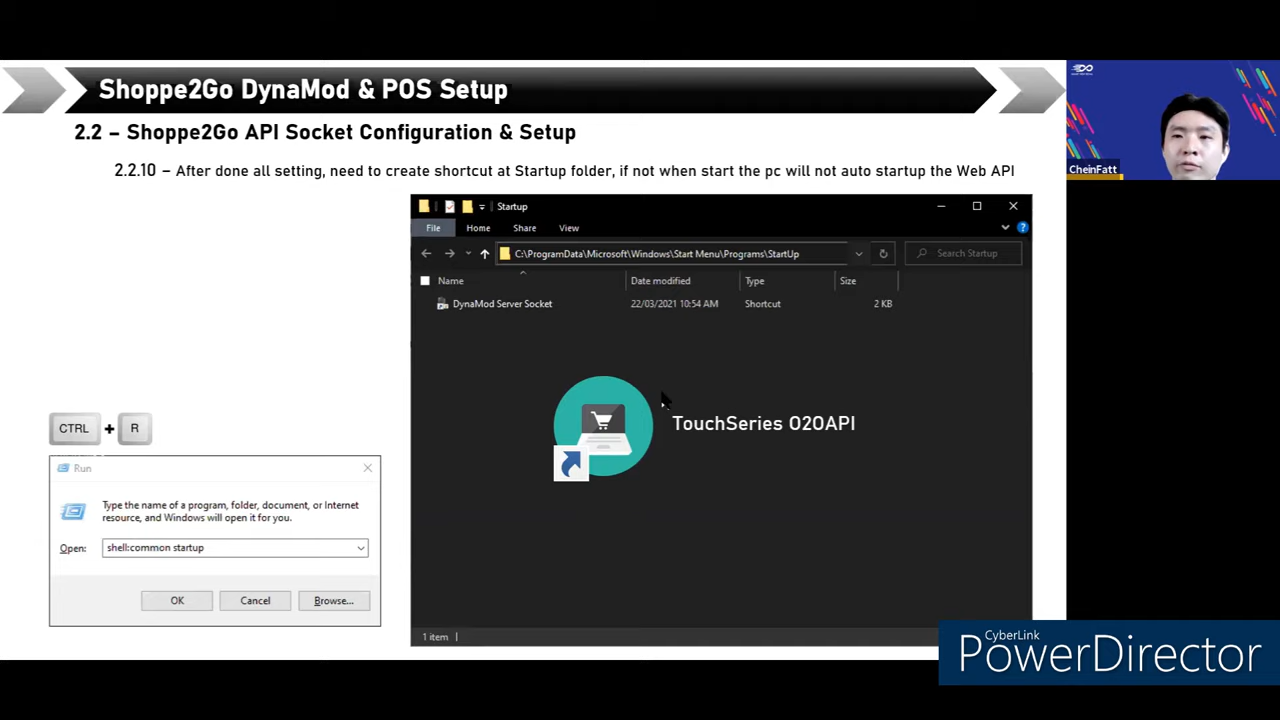 Shoppe2Go DynaMod & POS Setup
2.2 – Shoppe2Go API Socket Configuration & Setup
2.2.10 – After done all setting, need to create shortcut at Startup folder, if not when start the pc will not auto startup the Web API
CheinFatt
Startup
File Home Share View
C:\ProgramData\Microsoft\Windows\Start Menu\Programs\StartUp
Search Startup
Name Date modified Type Size
DynaMod Server Socket 22/03/2021 10:54 AM Shortcut 2 KB
TouchSeries O2OAPI
1 item
CTRL + R
Run
Type the name of a program, folder, document, or Internet
resource, and Windows will open it for you.
Open: shell:common startup
OK Cancel Browse...
CyberLink
PowerDirector